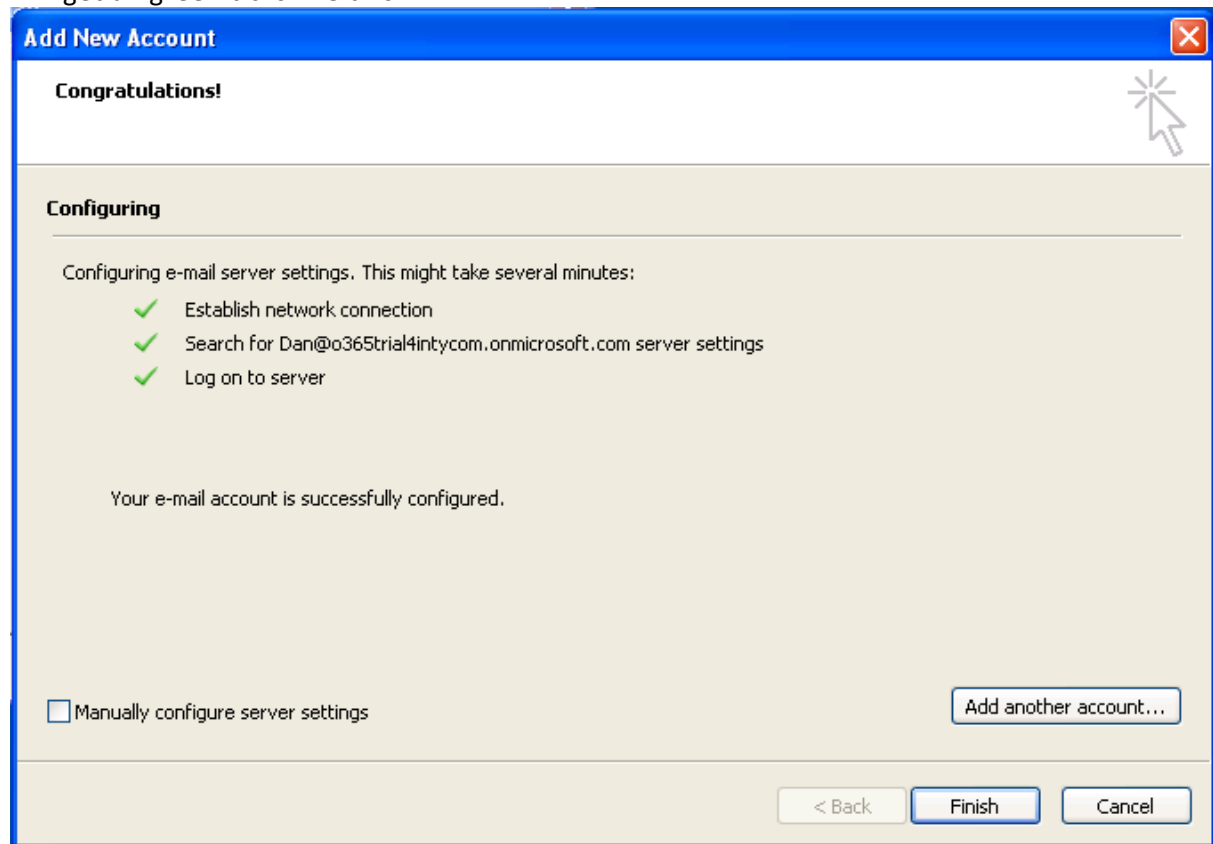 Add New Account
Congratulations!
Configuring
Configuring e-mail server settings. This might take several minutes:
Establish network connection
Search for Dan@o365trial4intycom.onmicrosoft.com server settings
Log on to server
Your e-mail account is successfully configured.
Manually configure server settings
Add another account...
< Back
Finish
Cancel